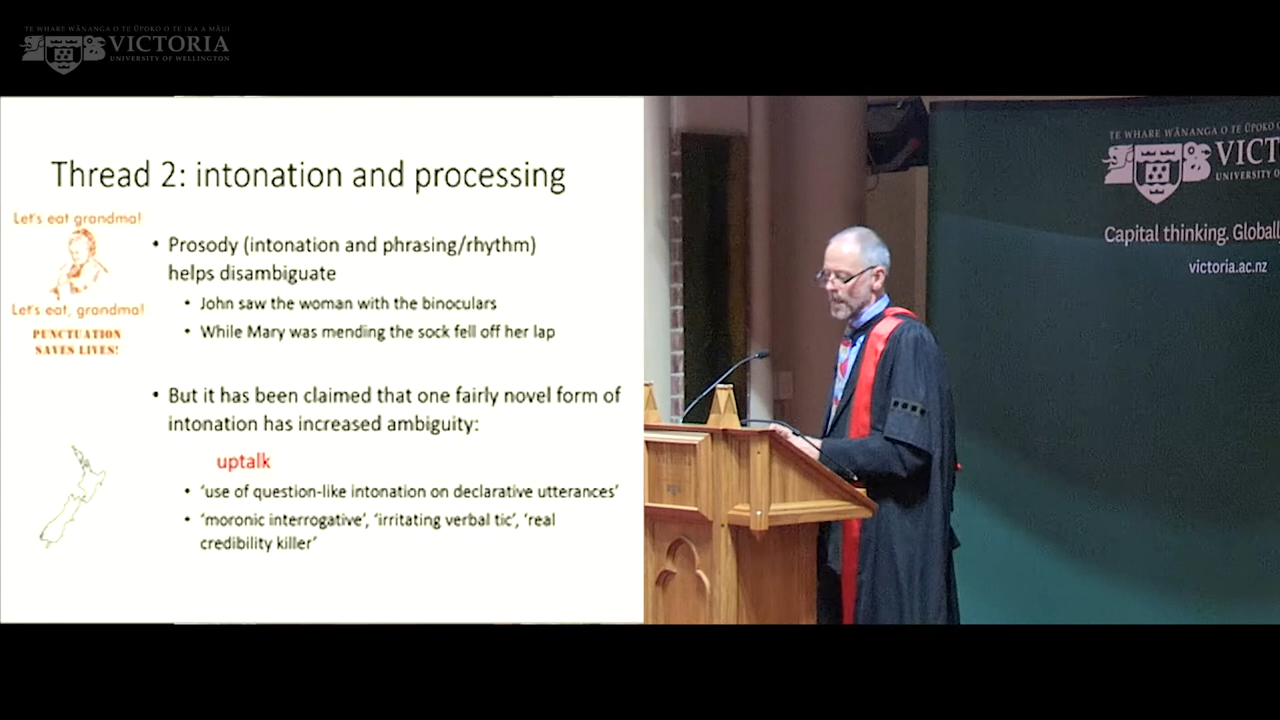 TE WHARE WĀNANGA O TE ŪPOKO O TE IKA A MĀUI
VICTORIA
UNIVERSITY OF WELLINGTON
Thread 2: intonation and processing
Let's eat grandma!
Let's eat, grandma!
PUNCTUATION
SAVES LIVES!
• Prosody (intonation and phrasing/rhythm)
helps disambiguate
• John saw the woman with the binoculars
• While Mary was mending the sock fell off her lap
• But it has been claimed that one fairly novel form of
intonation has increased ambiguity:
uptalk
• ‘use of question-like intonation on declarative utterances’
• ‘moronic interrogative’, ‘irritating verbal tic’, ‘real
credibility killer’
TE WHARE WĀNANGA O TE ŪPOKO O
VICT
UNIVERSITY O
Capital thinking. Globall
victoria.ac.nz